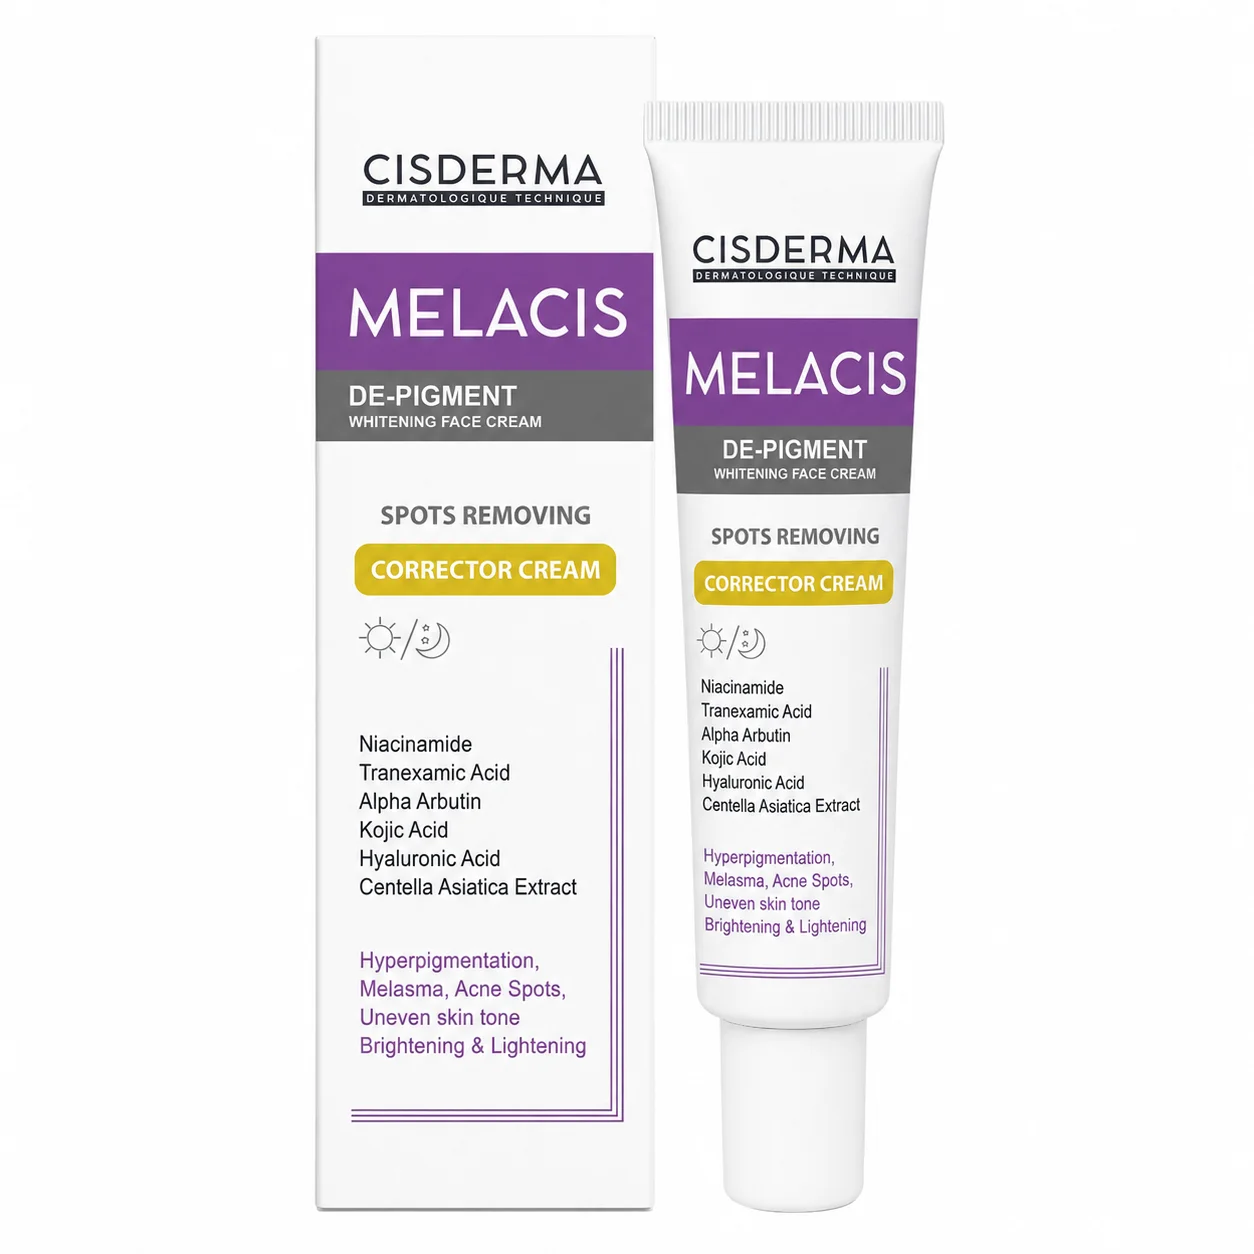 CISDERMA
DERMATOLOGIQUE TECHNIQUE
MELACIS
DE-PIGMENT
WHITENING FACE CREAM
SPOTS REMOVING
CORRECTOR CREAM
Niacinamide
Tranexamic Acid
Alpha Arbutin
Kojic Acid
Hyaluronic Acid
Centella Asiatica Extract
Hyperpigmentation,
Melasma, Acne Spots,
Uneven skin tone
Brightening & Lightening
CISDERMA
DERMATOLOGIQUE TECHNIQUE
MELACIS
DE-PIGMENT
WHITENING FACE CREAM
SPOTS REMOVING
CORRECTOR CREAM
Niacinamide
Tranexamic Acid
Alpha Arbutin
Kojic Acid
Hyaluronic Acid
Centella Asiatica Extract
Hyperpigmentation,
Melasma, Acne Spots,
Uneven skin tone
Brightening & Lightening